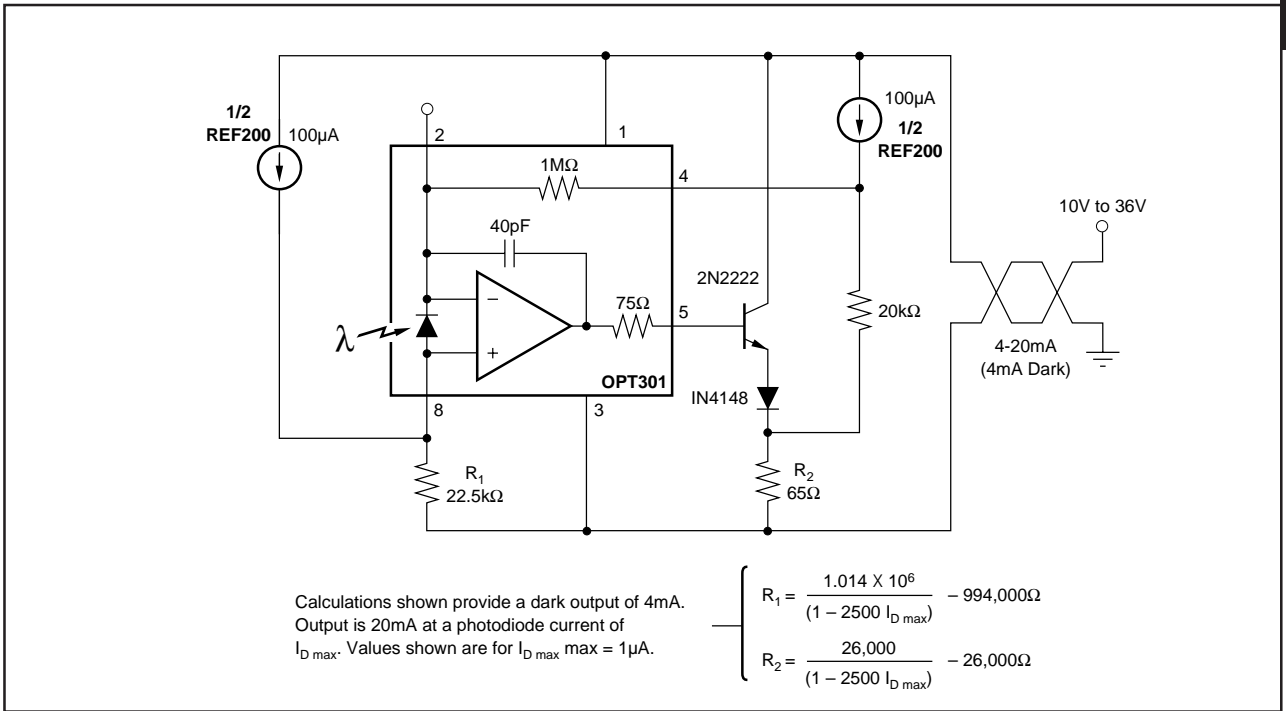 1/2
REF200
100µA
2
1
1MΩ
4
100µA
1/2
REF200
10V to 36V
40pF
2N2222
75Ω
5
20kΩ
–
+
λ
OPT301
4-20mA
(4mA Dark)
IN4148
8
3
R1
22.5kΩ
R2
65Ω
Calculations shown provide a dark output of 4mA.
Output is 20mA at a photodiode current of
ID max. Values shown are for ID max max = 1µA.
R1 = 1.014 X 10⁶ / (1 – 2500 ID max) – 994,000Ω
R2 = 26,000 / (1 – 2500 ID max) – 26,000Ω